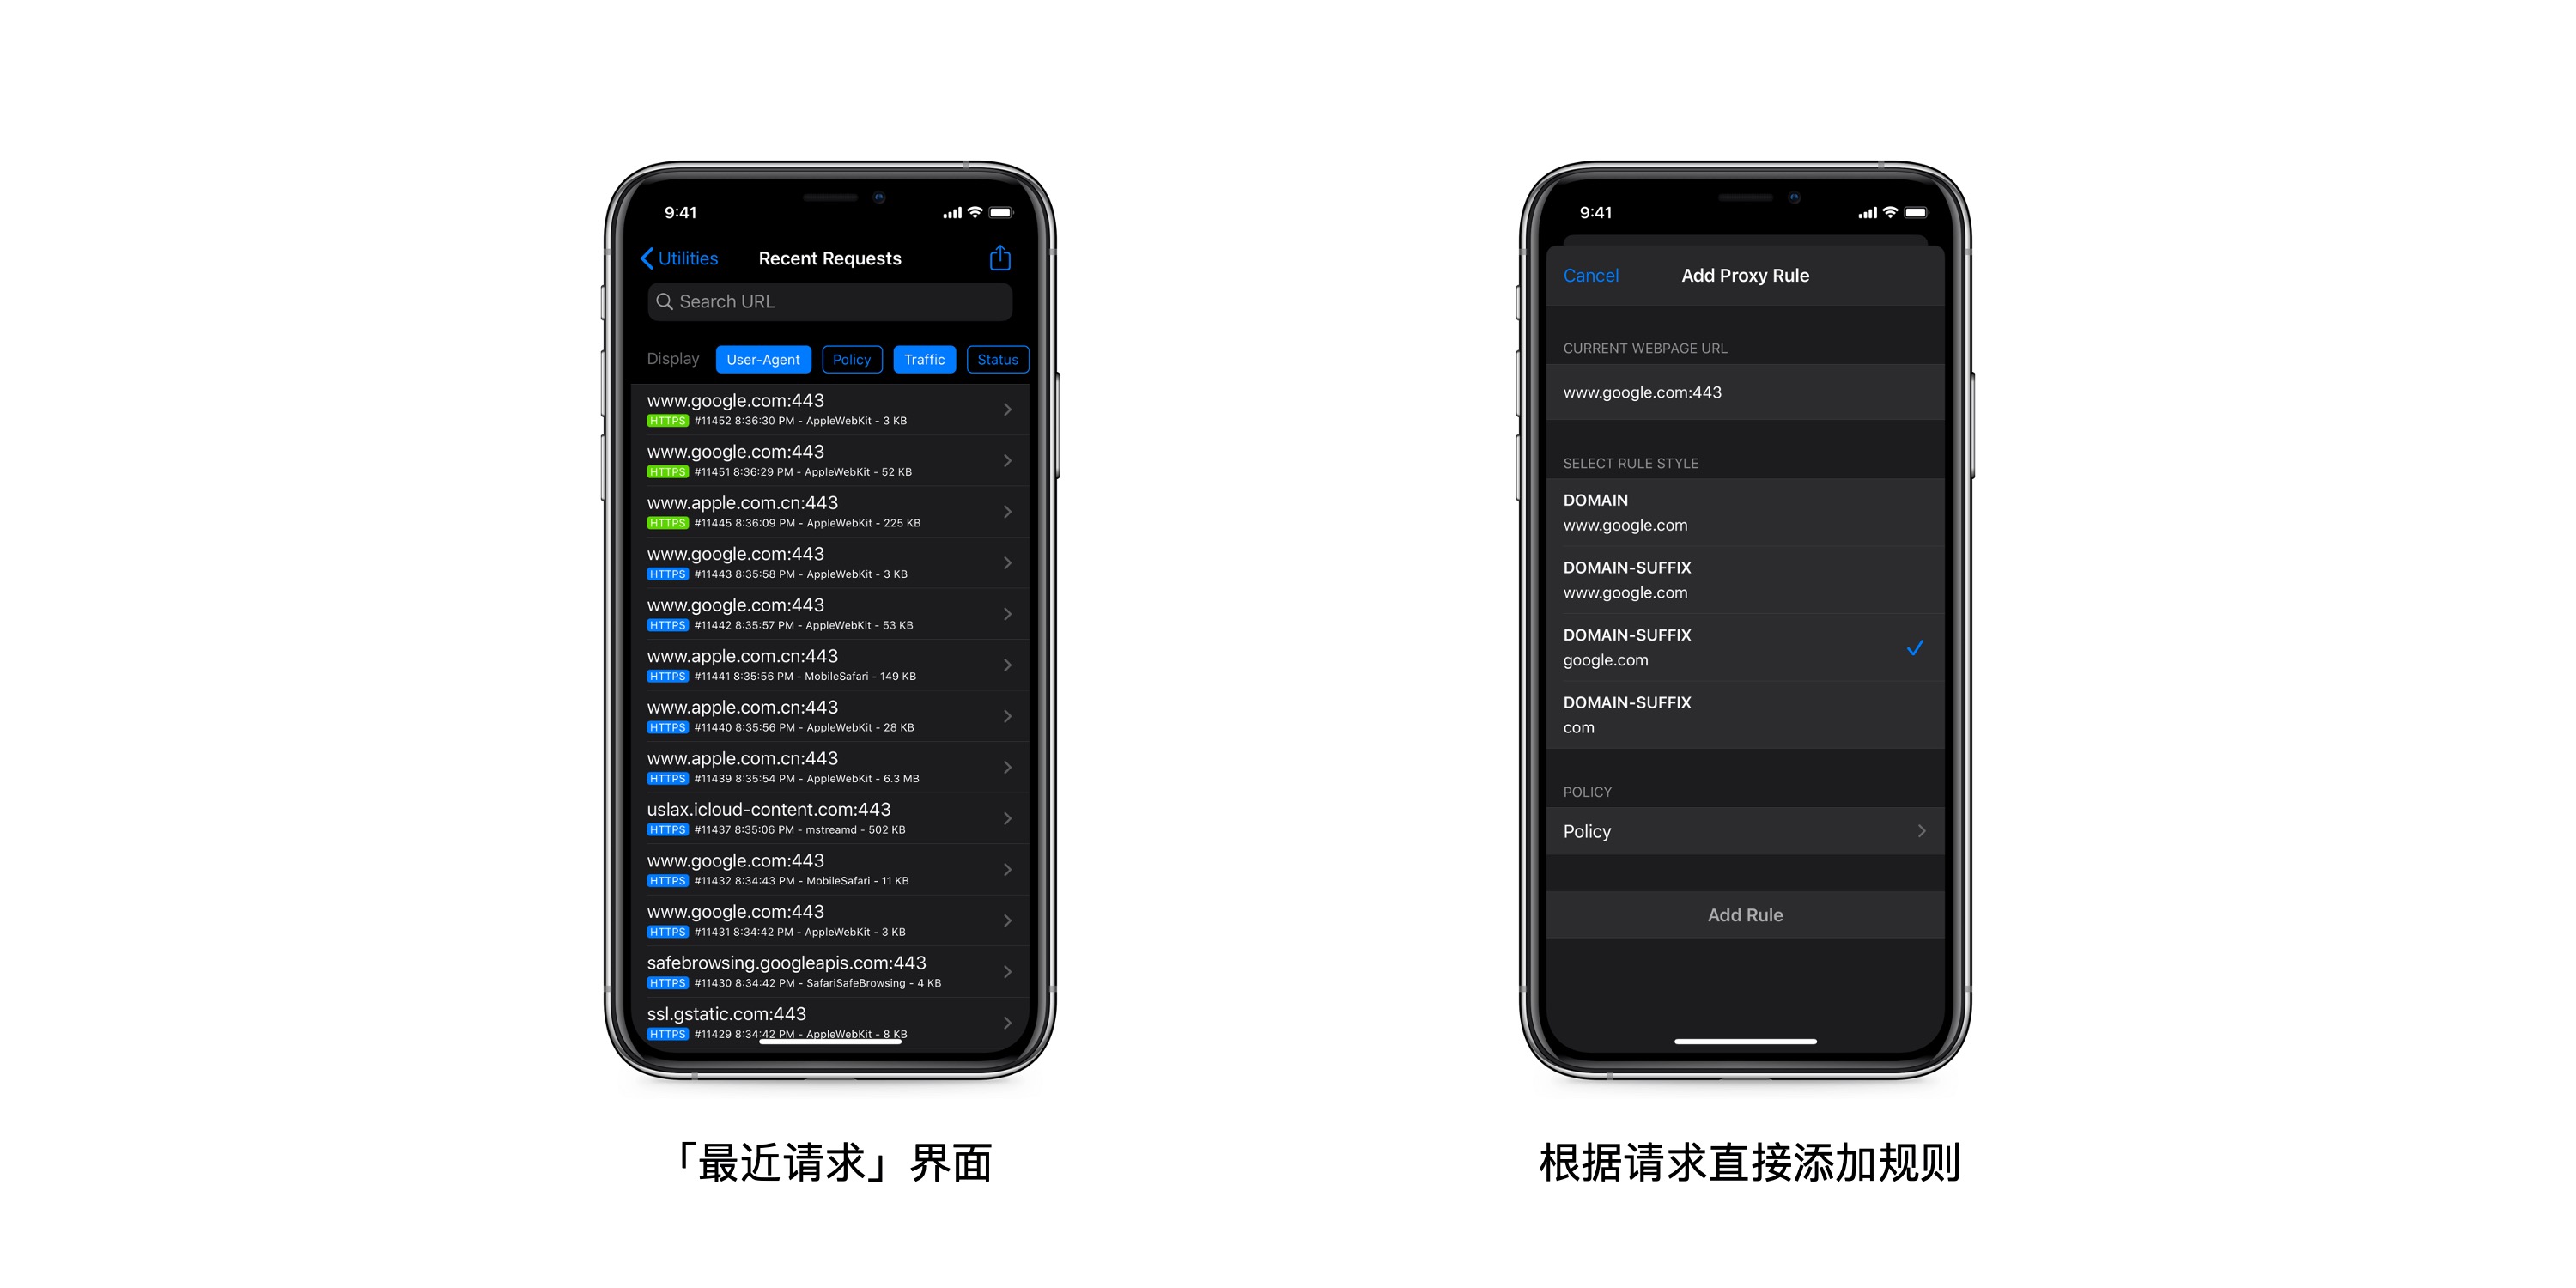 9:41
Utilities
Recent Requests
Search URL
Display User-Agent Policy Traffic Status
www.google.com:443
HTTPS #11452 8:36:30 PM - AppleWebKit - 3 KB
www.google.com:443
HTTPS #11451 8:36:29 PM - AppleWebKit - 52 KB
www.apple.com.cn:443
HTTPS #11445 8:36:09 PM - AppleWebKit - 225 KB
www.google.com:443
HTTPS #11443 8:35:58 PM - AppleWebKit - 3 KB
www.google.com:443
HTTPS #11442 8:35:57 PM - AppleWebKit - 53 KB
www.apple.com.cn:443
HTTPS #11441 8:35:56 PM - MobileSafari - 149 KB
www.apple.com.cn:443
HTTPS #11440 8:35:56 PM - AppleWebKit - 28 KB
www.apple.com.cn:443
HTTPS #11439 8:35:54 PM - AppleWebKit - 6.3 MB
uslax.icloud-content.com:443
HTTPS #11437 8:35:06 PM - mstreamd - 502 KB
www.google.com:443
HTTPS #11432 8:34:43 PM - MobileSafari - 11 KB
www.google.com:443
HTTPS #11431 8:34:42 PM - AppleWebKit - 3 KB
safebrowsing.googleapis.com:443
HTTPS #11430 8:34:42 PM - SafariSafeBrowsing - 4 KB
ssl.gstatic.com:443
HTTPS #11429 8:34:42 PM - AppleWebKit - 8 KB
「最近请求」界面
9:41
Cancel
Add Proxy Rule
CURRENT WEBPAGE URL
www.google.com:443
SELECT RULE STYLE
DOMAIN
www.google.com
DOMAIN-SUFFIX
www.google.com
DOMAIN-SUFFIX
google.com
DOMAIN-SUFFIX
com
POLICY
Policy
Add Rule
根据请求直接添加规则